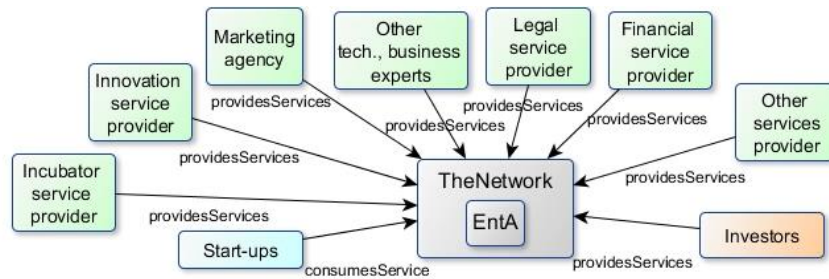 Marketing
agency
Other
tech., business
experts
Legal
service
provider
Financial
service
provider
Innovation
service
provider
Other
services
provider
Incubator
service
provider
providesServices
providesServices
providesServices
providesServices
providesServices
providesServices
providesServices
TheNetwork
EntA
Start-ups
consumesService
Investors
providesServices